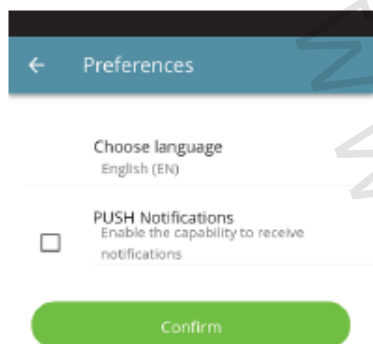 Preferences
Choose language
English (EN)
PUSH Notifications
Enable the capability to receive
notifications
Confirm